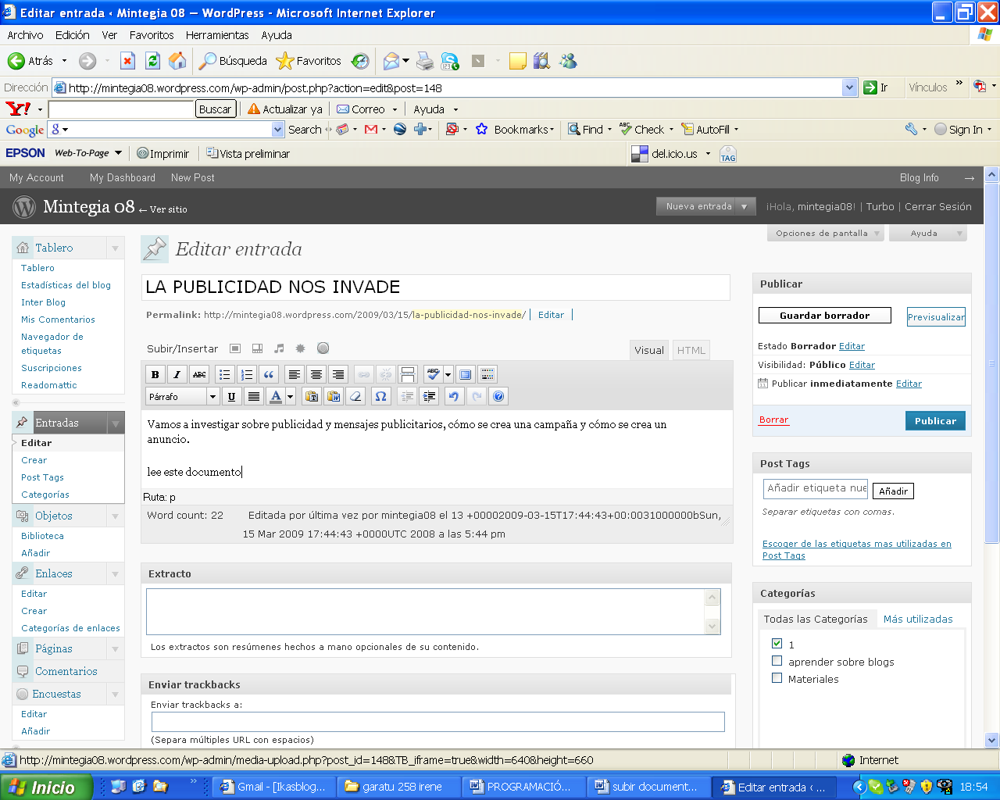 Editar entrada ‹ Mintegia 08 — WordPress - Microsoft Internet Explorer
Archivo Edición Ver Favoritos Herramientas Ayuda
Atrás Búsqueda Favoritos
Dirección http://mintegia08.wordpress.com/wp-admin/post.php?action=edit&post=148 Ir Vínculos »
Y! Buscar Actualizar ya Correo Ayuda
Google g Search Bookmarks Find Check AutoFill Sign In
EPSON Web-To-Page Imprimir Vista preliminar del.icio.us TAG
My Account My Dashboard New Post Blog Info →
Mintegia 08 ← Ver sitio Nueva entrada ¡Hola, mintegia08! | Turbo | Cerrar Sesión
Opciones de pantalla Ayuda
Tablero
Tablero
Estadísticas del blog
Inter Blog
Mis Comentarios
Navegador de
etiquetas
Suscripciones
Readomattic
Entradas
Editar
Crear
Post Tags
Categorías
Objetos
Biblioteca
Añadir
Enlaces
Editar
Crear
Categorías de enlaces
Páginas
Comentarios
Encuestas
Editar
Añadir
Editar entrada
LA PUBLICIDAD NOS INVADE
Permalink: http://mintegia08.wordpress.com/2009/03/15/la-publicidad-nos-invade/ Editar
Subir/Insertar Visual HTML
B I ABC
Párrafo U A
Vamos a investigar sobre publicidad y mensajes publicitarios, cómo se crea una campaña y cómo se crea un
anuncio.
lee este documento
Ruta: p
Word count: 22 Editada por última vez por mintegia08 el 13 +00002009-03-15T17:44:43+00:0031000000bSun,
15 Mar 2009 17:44:43 +0000UTC 2008 a las 5:44 pm
Extracto
Los extractos son resúmenes hechos a mano opcionales de su contenido.
Enviar trackbacks
Enviar trackbacks a:
(Separa múltiples URL con espacios)
Publicar
Guardar borrador Previsualizar
Estado Borrador Editar
Visibilidad: Público Editar
Publicar inmediatamente Editar
Borrar Publicar
Post Tags
Añadir etiqueta nue Añadir
Separar etiquetas con comas.
Escoger de las etiquetas mas utilizadas en
Post Tags
Categorías
Todas las Categorías Más utilizadas
1
aprender sobre blogs
Materiales
http://mintegia08.wordpress.com/wp-admin/media-upload.php?post_id=148&TB_iframe=true&width=640&height=660 Internet
Inicio » Gmail - [Ikasblog... garatu 258 irene PROGRAMACIÓ... subir document... Editar entrada ‹ ... 18:54